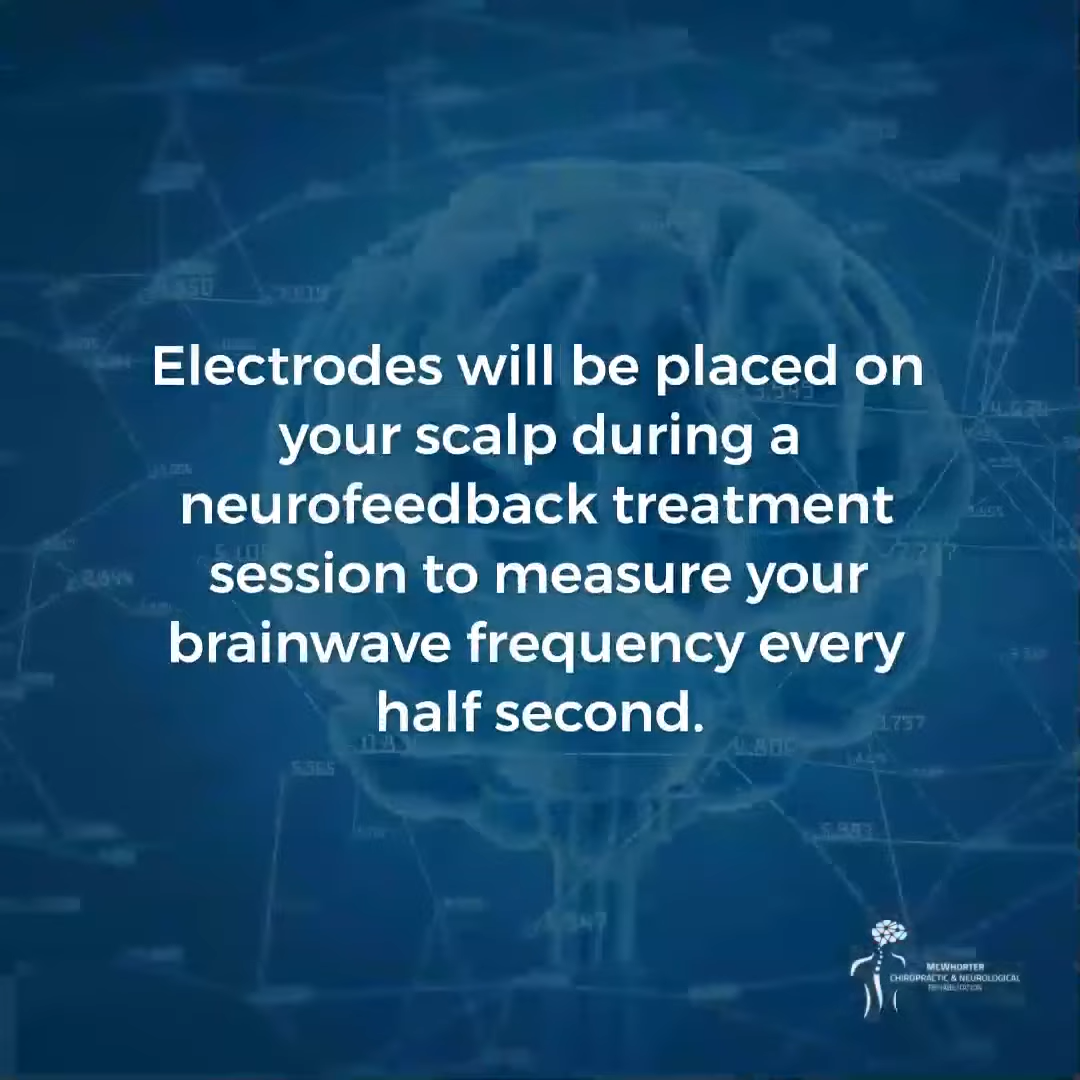 Electrodes will be placed on
your scalp during a
neurofeedback treatment
session to measure your
brainwave frequency every
half second.
MCWHORTER
CHIROPRACTIC & NEUROLOGICAL
REHABILITATION